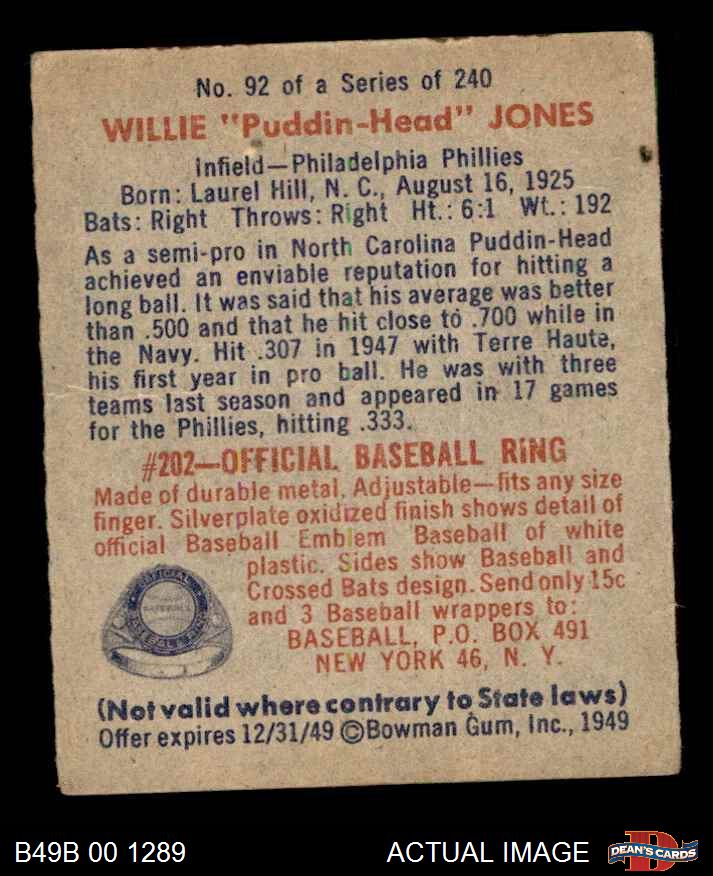 No. 92 of a Series of 240
WILLIE "Puddin-Head" JONES
Infield—Philadelphia Phillies
Born: Laurel Hill, N. C., August 16, 1925
Bats: Right Throws: Right Ht.: 6:1 Wt.: 192
As a semi-pro in North Carolina Puddin-Head
achieved an enviable reputation for hitting a
long ball. It was said that his average was better
than .500 and that he hit close to .700 while in
the Navy. Hit .307 in 1947 with Terre Haute,
his first year in pro ball. He was with three
teams last season and appeared in 17 games
for the Phillies, hitting .333.
#202—OFFICIAL BASEBALL RING
Made of durable metal. Adjustable—fits any size
finger. Silverplate oxidized finish shows detail of
official Baseball Emblem Baseball of white
plastic. Sides show Baseball and
Crossed Bats design. Send only 15c
and 3 Baseball wrappers to:
BASEBALL, P.O. BOX 491
NEW YORK 46, N. Y.
OFFICIAL
BASEBALL
BASEBALL RING
(Not valid where contrary to State laws)
Offer expires 12/31/49 ©Bowman Gum, Inc., 1949
B49B 00 1289
ACTUAL IMAGE
D
DEAN'S CARDS